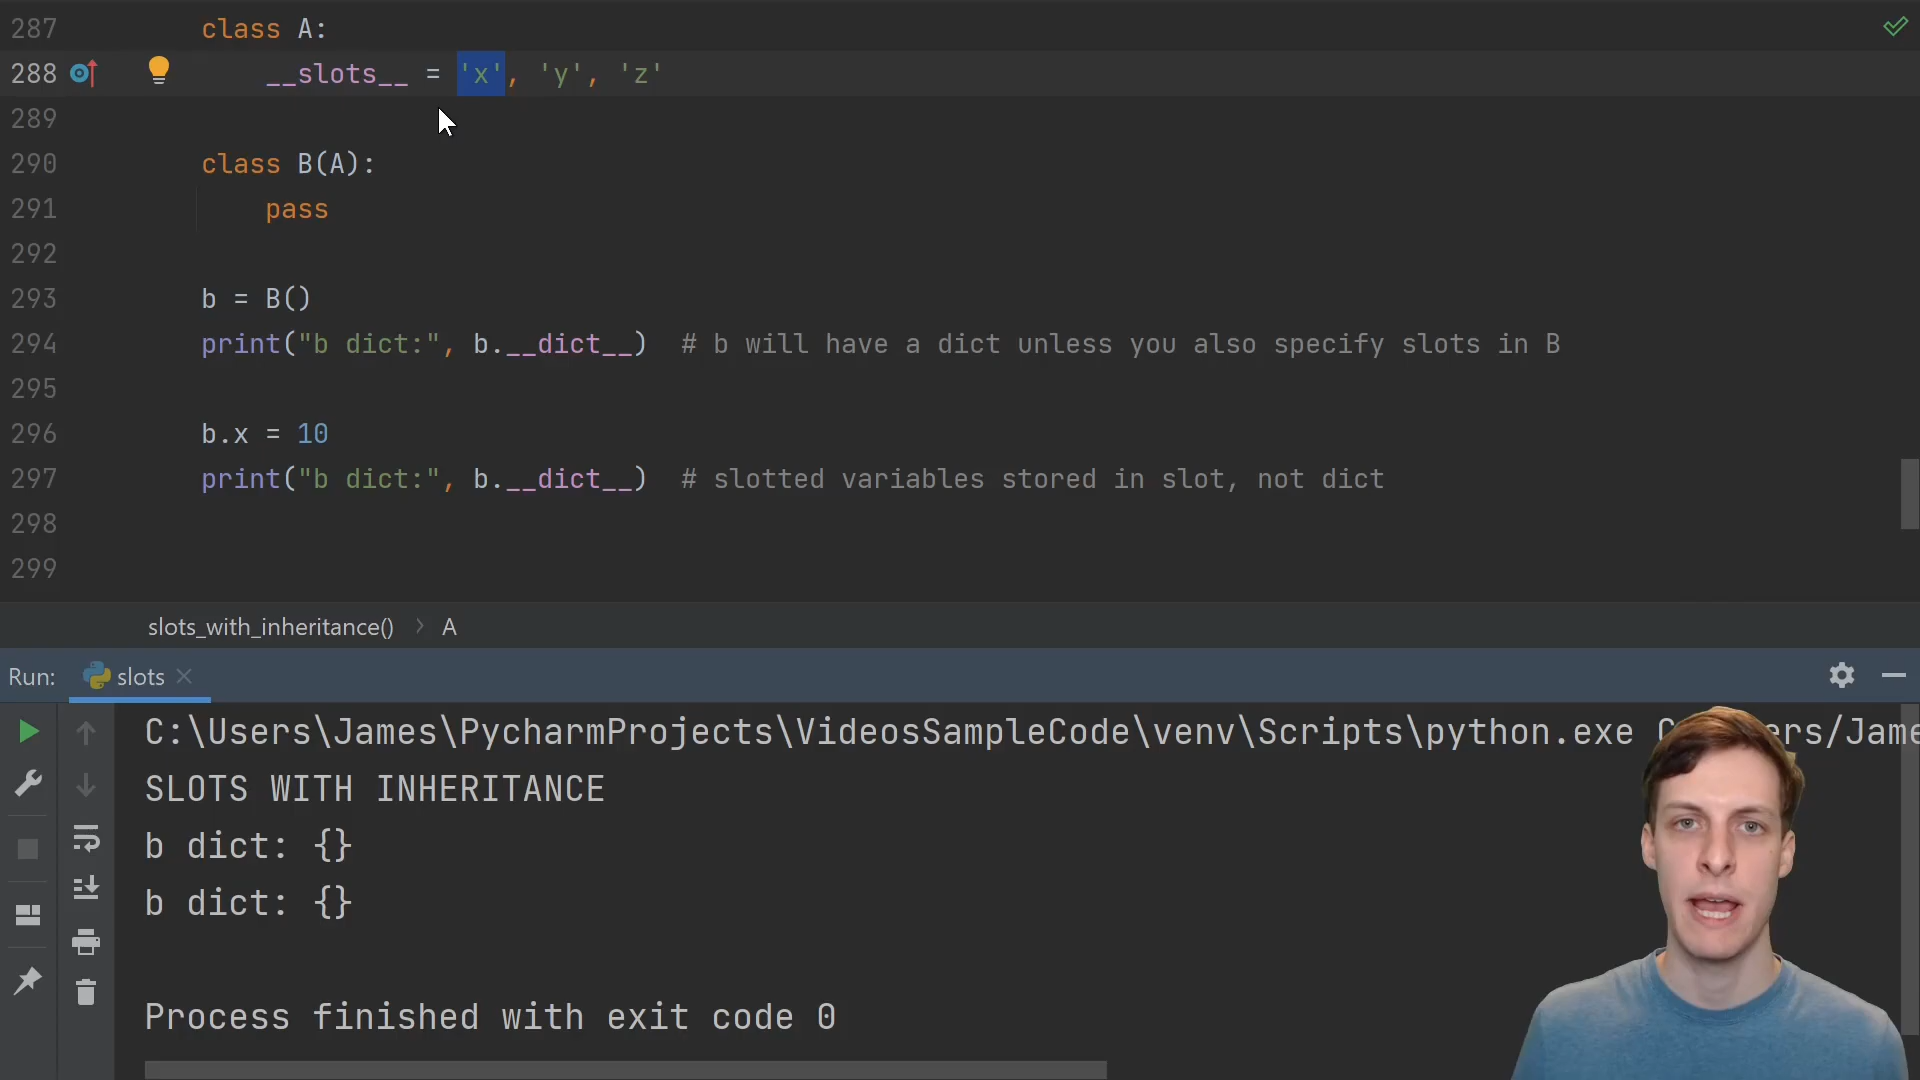 287 class A:
288 __slots__ = 'x', 'y', 'z'
289
290 class B(A):
291 pass
292
293 b = B()
294 print("b dict:", b.__dict__) # b will have a dict unless you also specify slots in B
295
296 b.x = 10
297 print("b dict:", b.__dict__) # slotted variables stored in slot, not dict
298
299
slots_with_inheritance() > A
Run: slots
C:\Users\James\PycharmProjects\VideosSampleCode\venv\Scripts\python.exe
SLOTS WITH INHERITANCE
b dict: {}
b dict: {}
Process finished with exit code 0